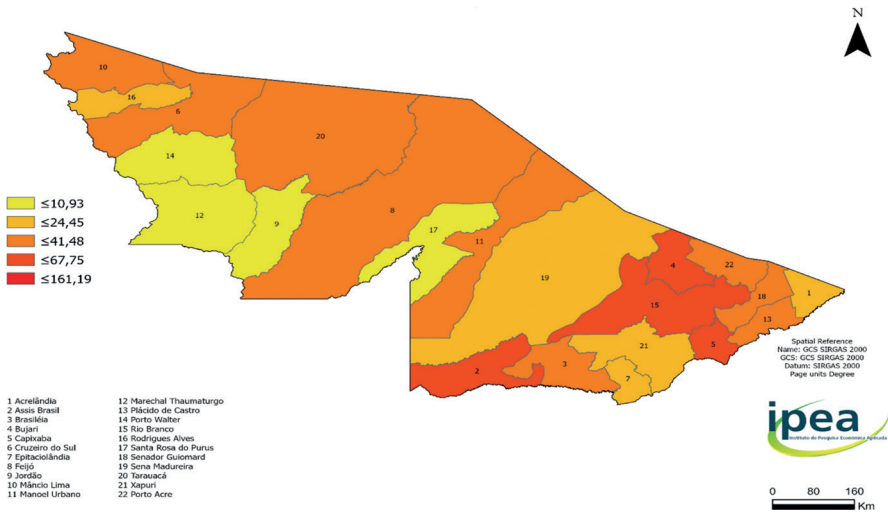 N
10
16
6
20
14
12
9
8
17
11
19
4
22
1
18
15
13
5
21
2
3
7
≤10,93
≤24,45
≤41,48
≤67,75
≤161,19
Spatial Reference
Name: GCS SIRGAS 2000
GCS: GCS SIRGAS 2000
Datum: SIRGAS 2000
Page units Degree
1 Acrelândia
2 Assis Brasil
3 Brasiléia
4 Bujari
5 Capixaba
6 Cruzeiro do Sul
7 Epitaciolândia
8 Feijó
9 Jordão
10 Mâncio Lima
11 Manoel Urbano
12 Marechal Thaumaturgo
13 Plácido de Castro
14 Porto Walter
15 Rio Branco
16 Rodrigues Alves
17 Santa Rosa do Purus
18 Senador Guiomard
19 Sena Madureira
20 Tarauacá
21 Xapuri
22 Porto Acre
ipea
Instituto de Pesquisa Econômica Aplicada
0 80 160
Km